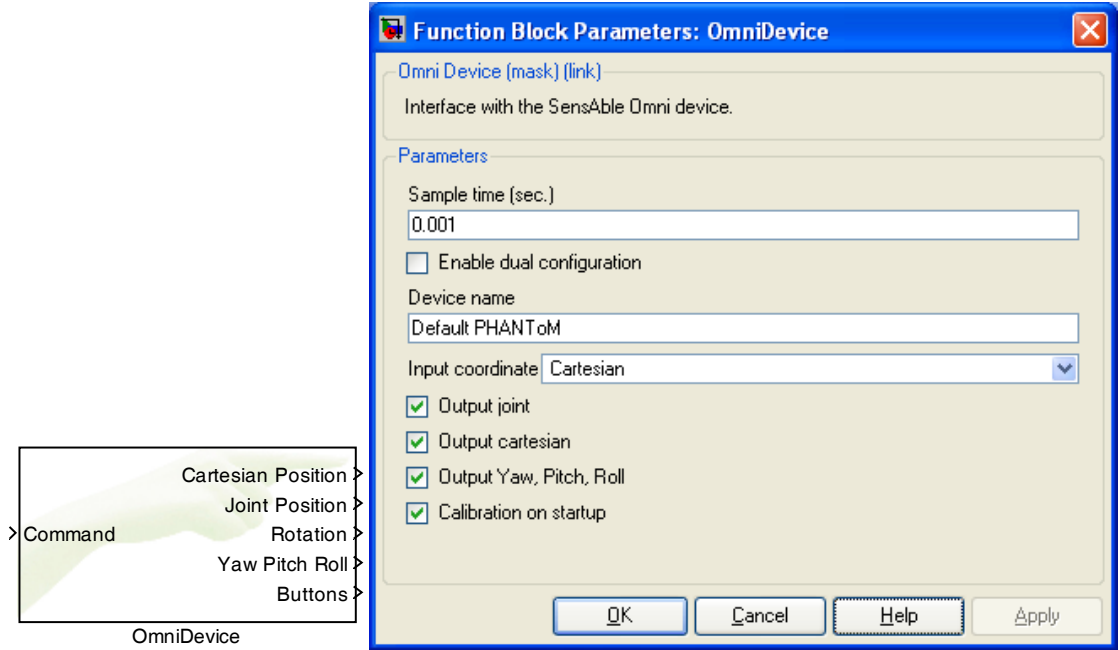 Function Block Parameters: OmniDevice
Omni Device (mask) (link)
Interface with the SensAble Omni device.
Parameters
Sample time (sec.)
0.001
Enable dual configuration
Device name
Default PHANToM
Input coordinate Cartesian
Output joint
Output cartesian
Output Yaw, Pitch, Roll
Calibration on startup
OK Cancel Help Apply
Command
Cartesian Position
Joint Position
Rotation
Yaw Pitch Roll
Buttons
OmniDevice